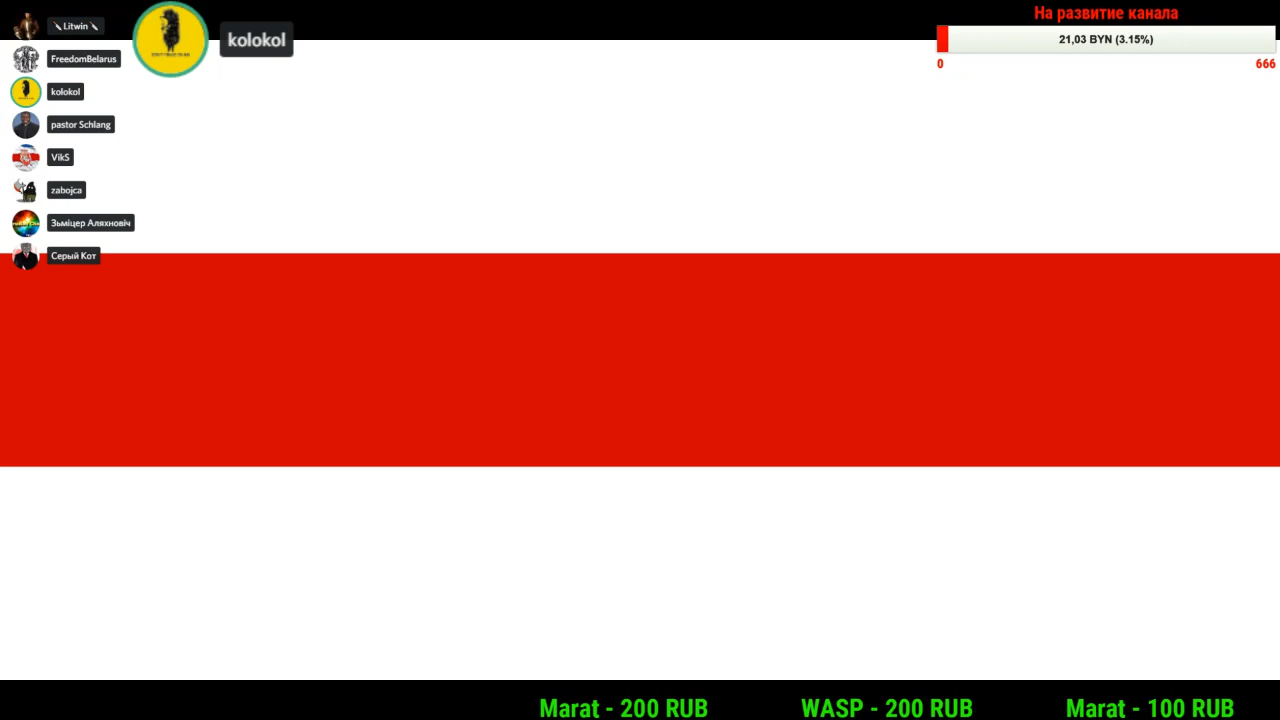 Litwin
FreedomBelarus
kolokol
pastor Schlang
VikS
zabojca
Зьміцер Аляхновіч
Серый Кот
kolokol
На развитие канала
21,03 BYN (3.15%)
0 666
Marat - 200 RUB WASP - 200 RUB Marat - 100 RUB